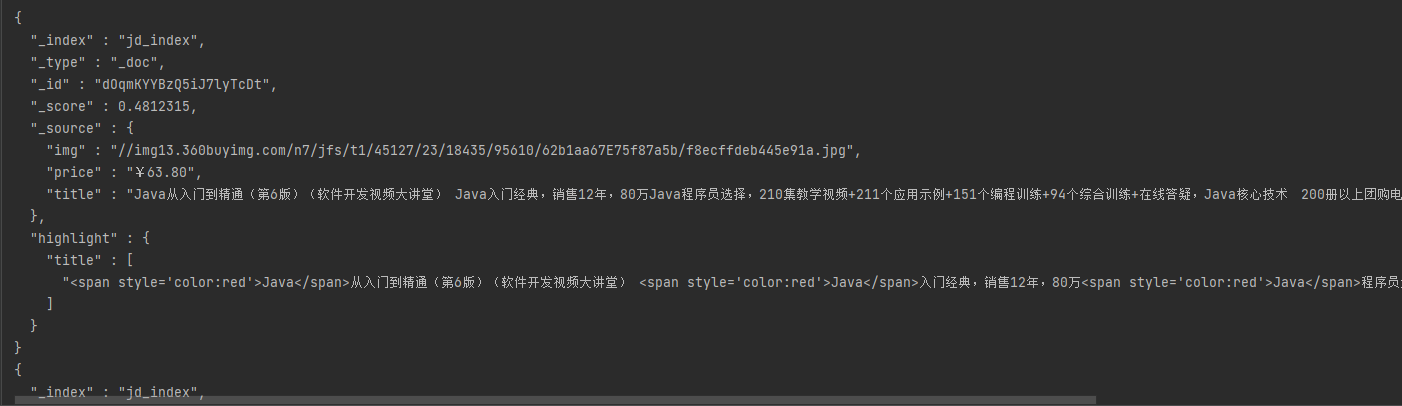 {
  "_index" : "jd_index",
  "_type" : "_doc",
  "_id" : "dOqmKYYBzQ5iJ7lyTcDt",
  "_score" : 0.4812315,
  "_source" : {
    "img" : "//img13.360buyimg.com/n7/jfs/t1/45127/23/18435/95610/62b1aa67E75f87a5b/f8ecffdeb445e91a.jpg",
    "price" : "￥63.80",
    "title" : "Java从入门到精通（第6版）（软件开发视频大讲堂） Java入门经典，销售12年，80万Java程序员选择，210集教学视频+211个应用示例+151个编程训练+94个综合训练+在线答疑，Java核心技术  200册以上团购电
  },
  "highlight" : {
    "title" : [
      "<span style='color:red'>Java</span>从入门到精通（第6版）（软件开发视频大讲堂） <span style='color:red'>Java</span>入门经典，销售12年，80万<span style='color:red'>Java</span>程序员
    ]
  }
}
{
  "_index" : "jd_index",